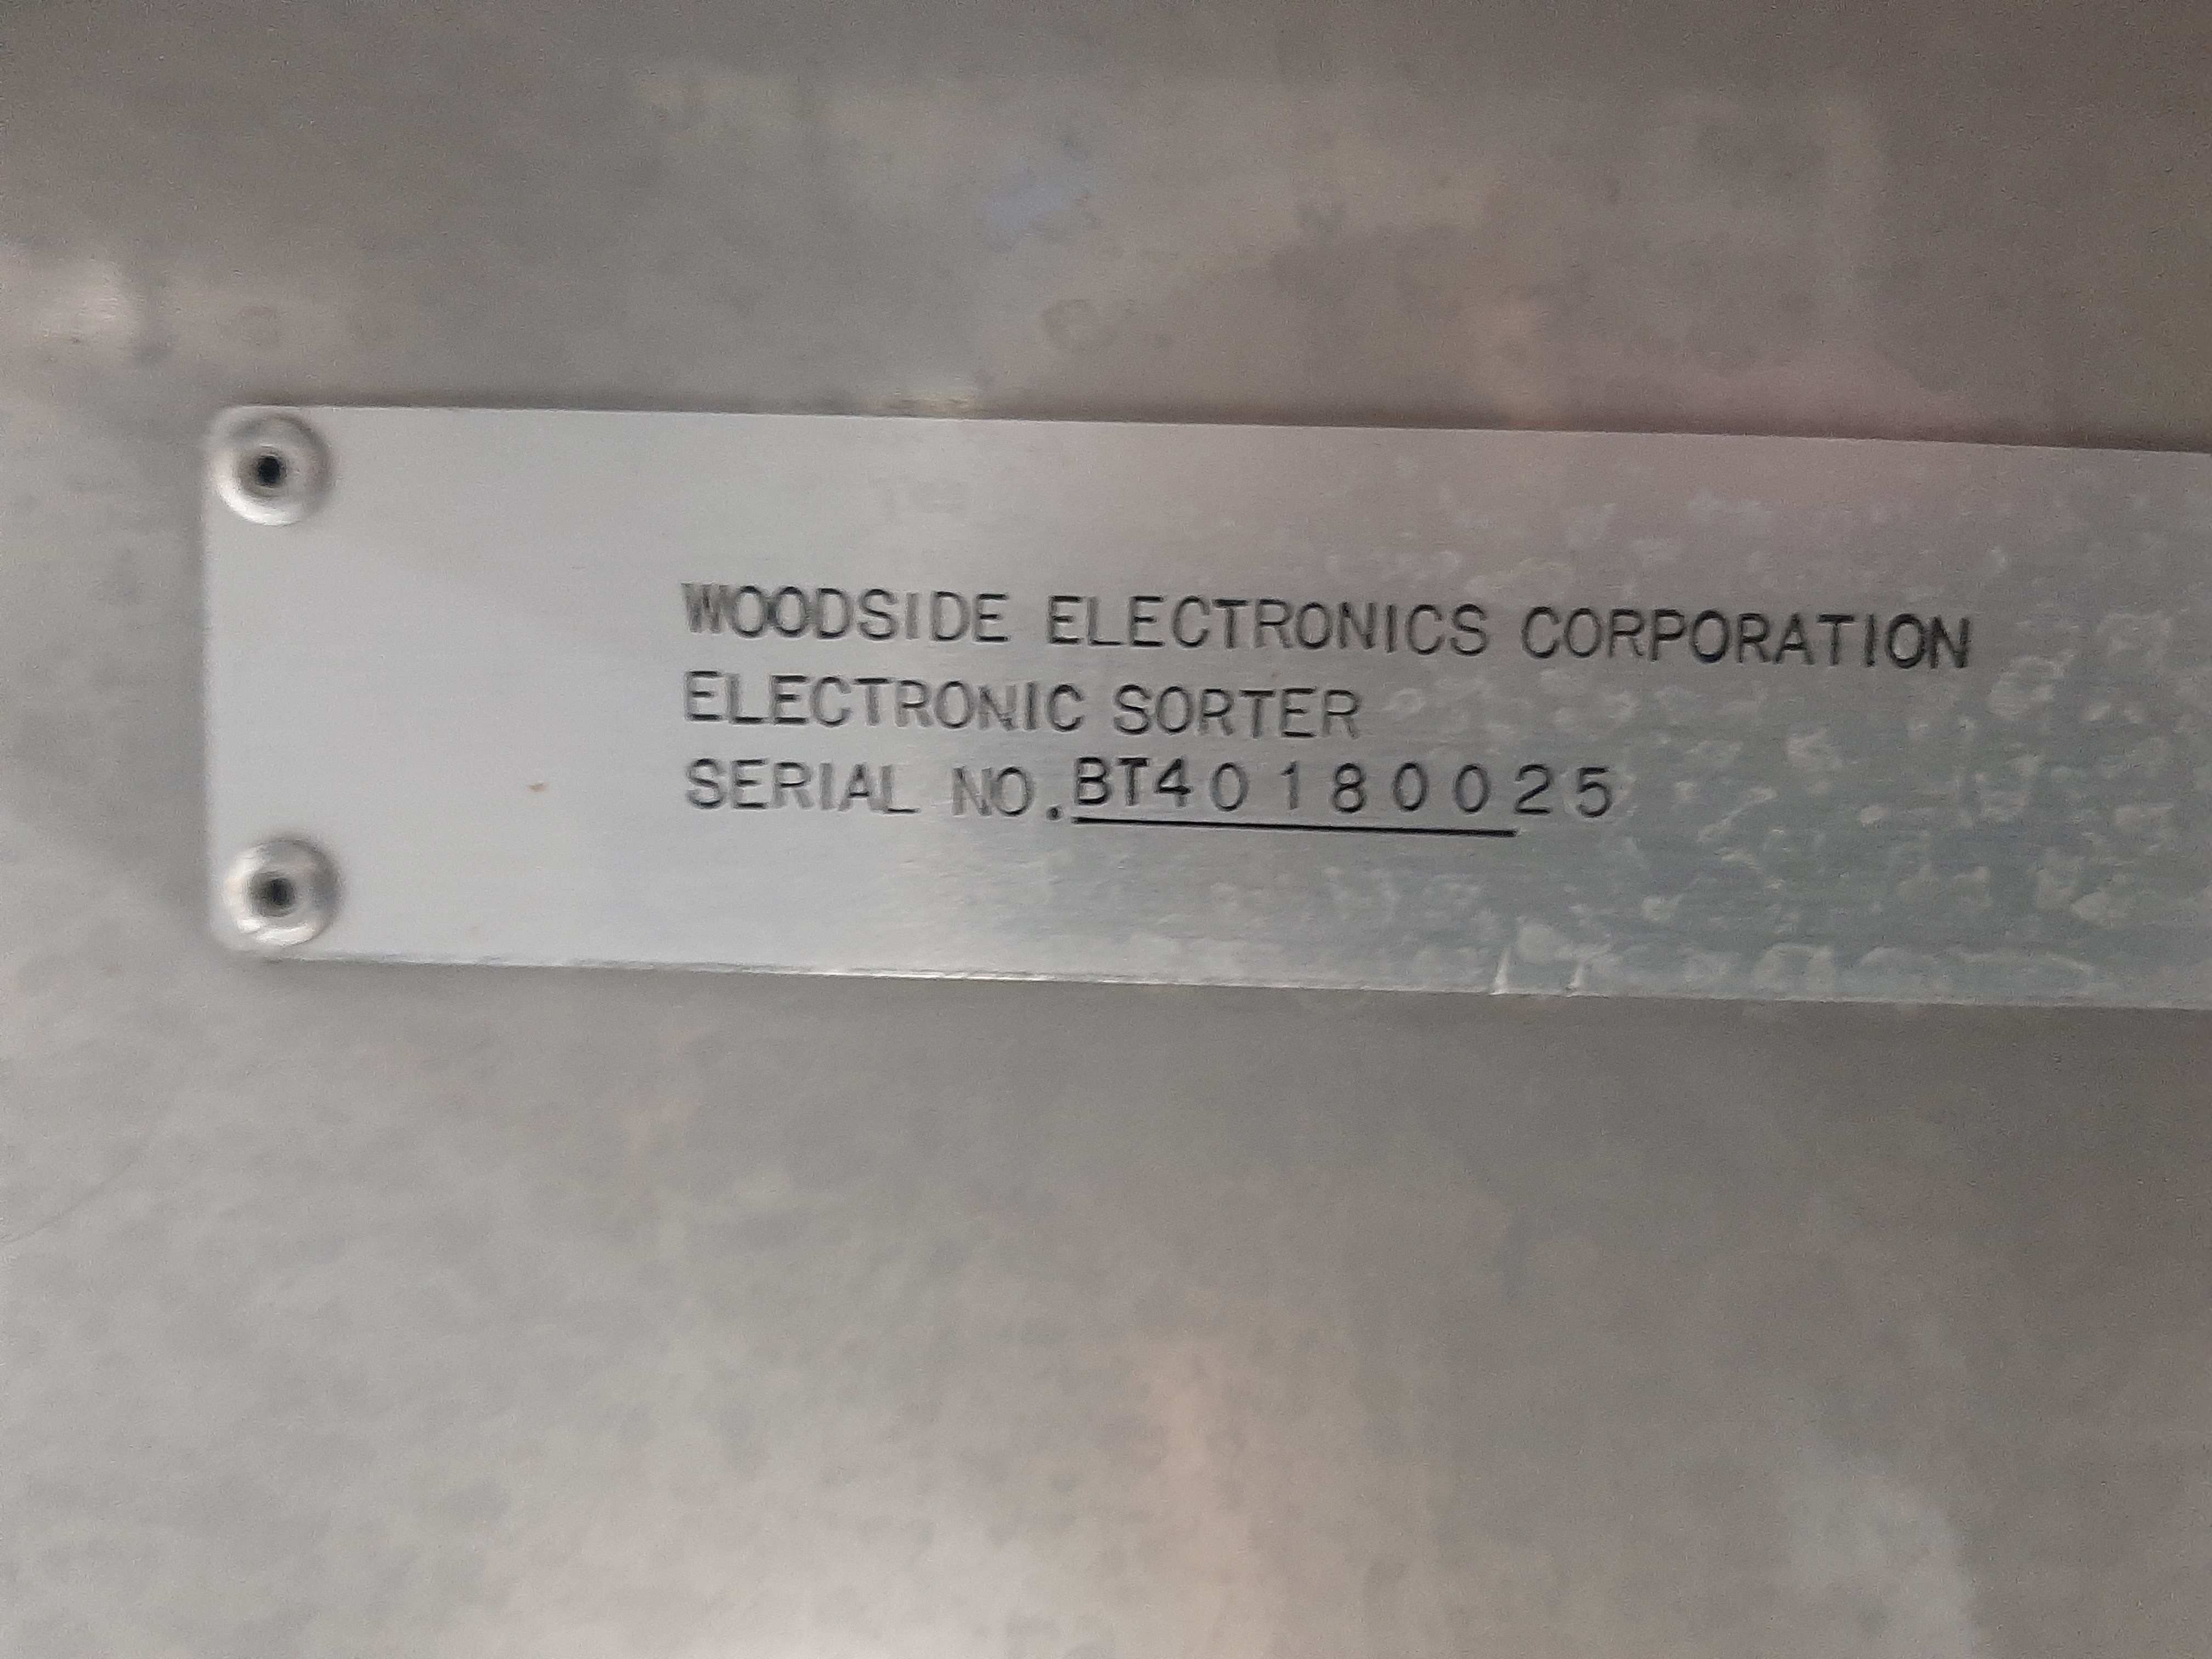 WOODSIDE ELECTRONICS CORPORATION
ELECTRONIC SORTER
SERIAL NO. BT40180025